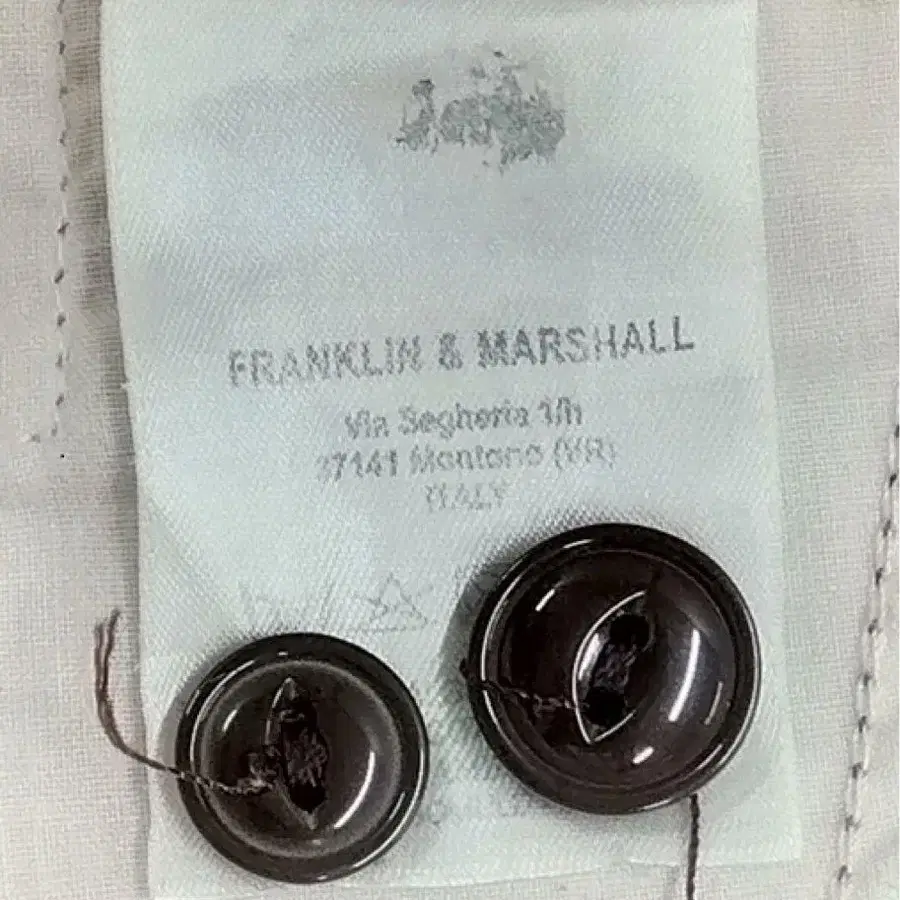 FRANKLIN & MARSHALL
Via Segheria 1/h
37141 Montorio (VR)
ITALY